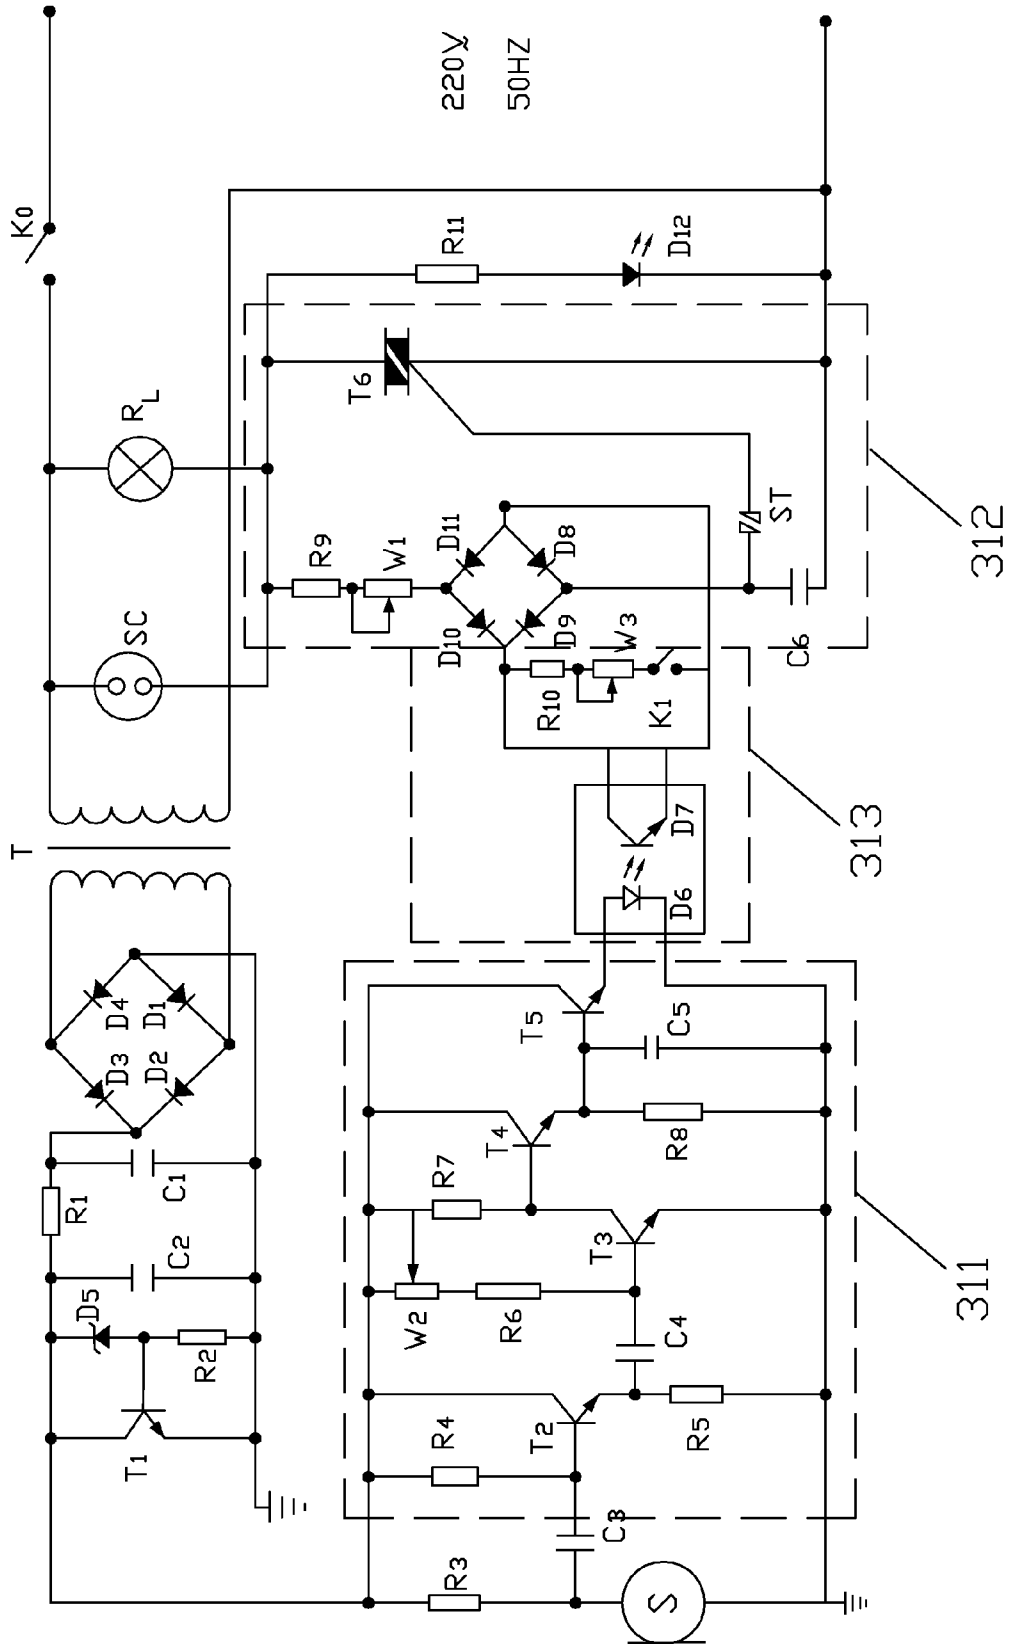 K0
220V~
50HZ
R11
D12
T6
RL
312
R9
W1
D11
D8
ST
SC
D10
D9
W3
C6
R10
K1
313
T
D7
D6
D4
D1
D3
D2
T5
C5
R1
C1
T4
R8
R7
C2
T3
D5
W2
R6
C4
311
R2
T1
R4
T2
R5
C3
R3
S